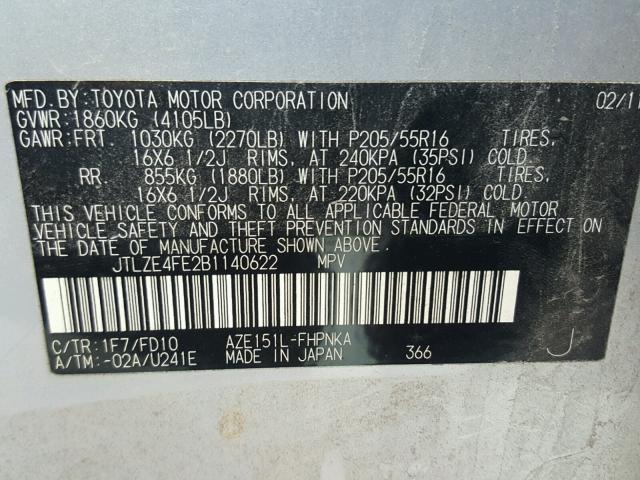 MFD.BY:TOYOTA MOTOR CORPORATION 02/11
GVWR:1860KG (4105LB)
GAWR:FRT 1030KG (2270LB) WITH P205/55R16 TIRES,
16X6 1/2J RIMS, AT 240KPA (35PSI) COLD
RR 855KG (1880LB) WITH P205/55R16 TIRES,
16X6 1/2J RIMS, AT 220KPA (32PSI) COLD
THIS VEHICLE CONFORMS TO ALL APPLICABLE FEDERAL MOTOR
VEHICLE SAFETY AND THEFT PREVENTION STANDARDS IN EFFECT ON
THE DATE OF MANUFACTURE SHOWN ABOVE.
JTLZE4FE2B1140622 MPV
C/TR:1F7/FD10 AZE151L-FHPNKA
A/TM:-02A/U241E MADE IN JAPAN 366 J